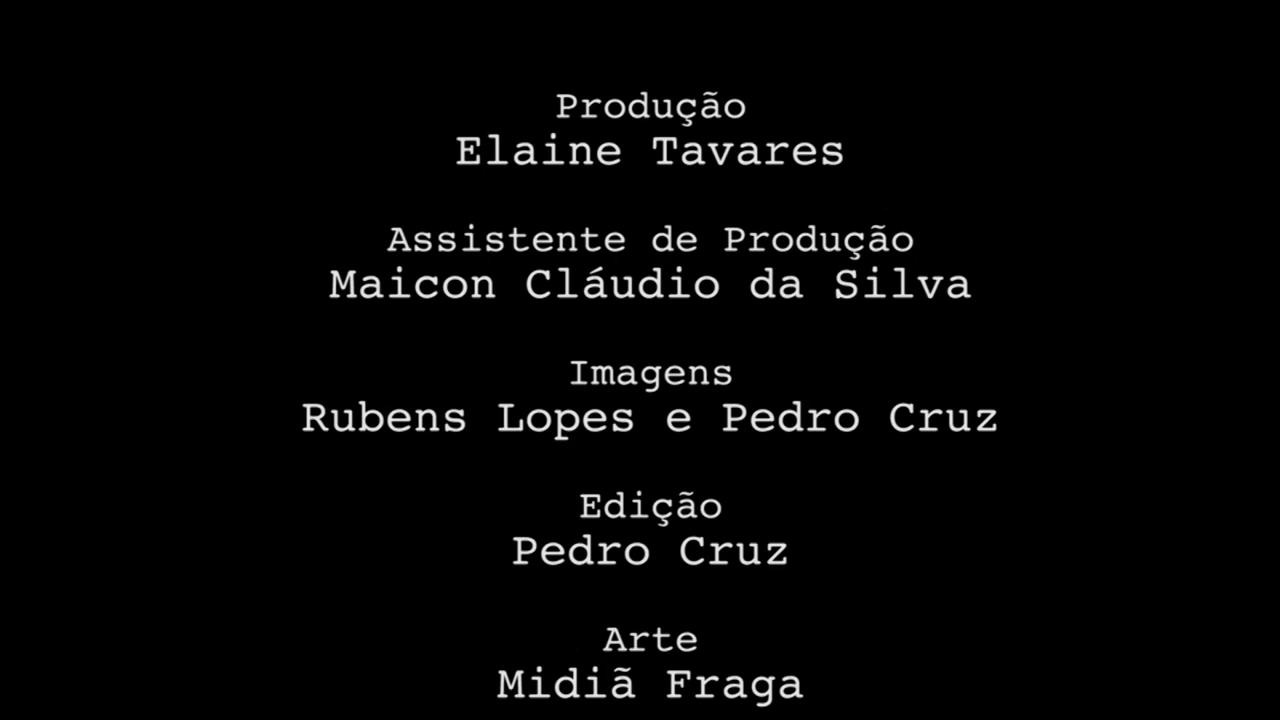 Produção
Elaine Tavares
Assistente de Produção
Maicon Cláudio da Silva
Imagens
Rubens Lopes e Pedro Cruz
Edição
Pedro Cruz
Arte
Midiã Fraga